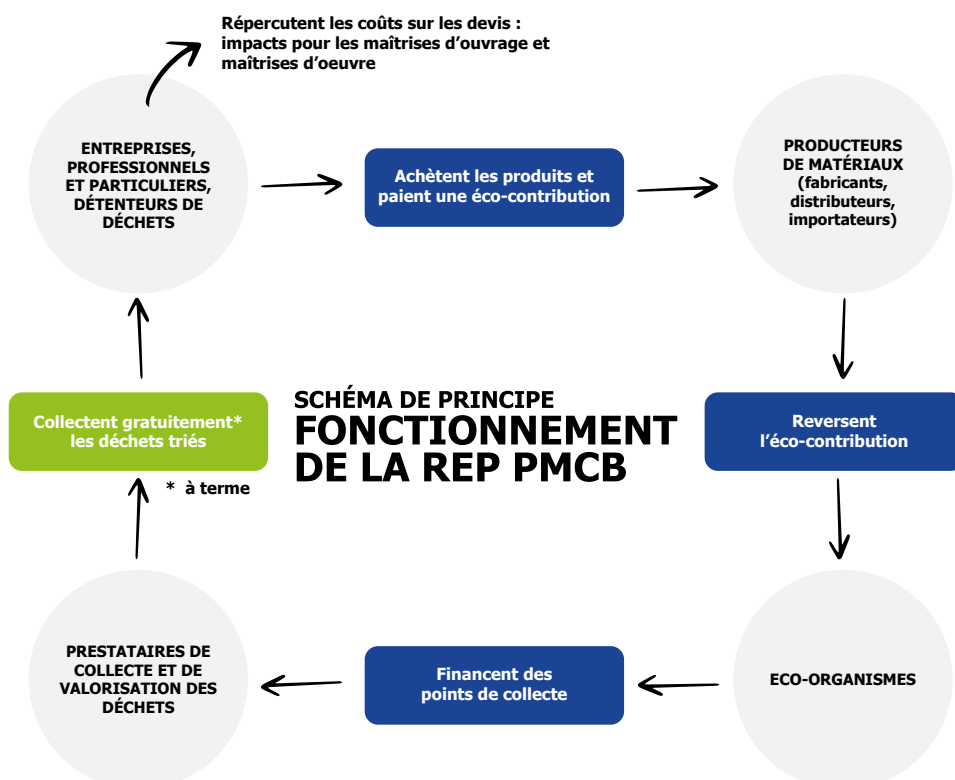 Répercutent les coûts sur les devis :
impacts pour les maîtrises d'ouvrage et
maîtrises d'oeuvre
ENTREPRISES,
PROFESSIONNELS
ET PARTICULIERS,
DÉTENTEURS DE
DÉCHETS
Achètent les produits et
paient une éco-contribution
PRODUCTEURS
DE MATÉRIAUX
(fabricants,
distributeurs,
importateurs)
Collectent gratuitement*
les déchets triés
* à terme
SCHÉMA DE PRINCIPE
FONCTIONNEMENT
DE LA REP PMCB
Reversent
l'éco-contribution
PRESTATAIRES DE
COLLECTE ET DE
VALORISATION DES
DÉCHETS
Financent des
points de collecte
ECO-ORGANISMES